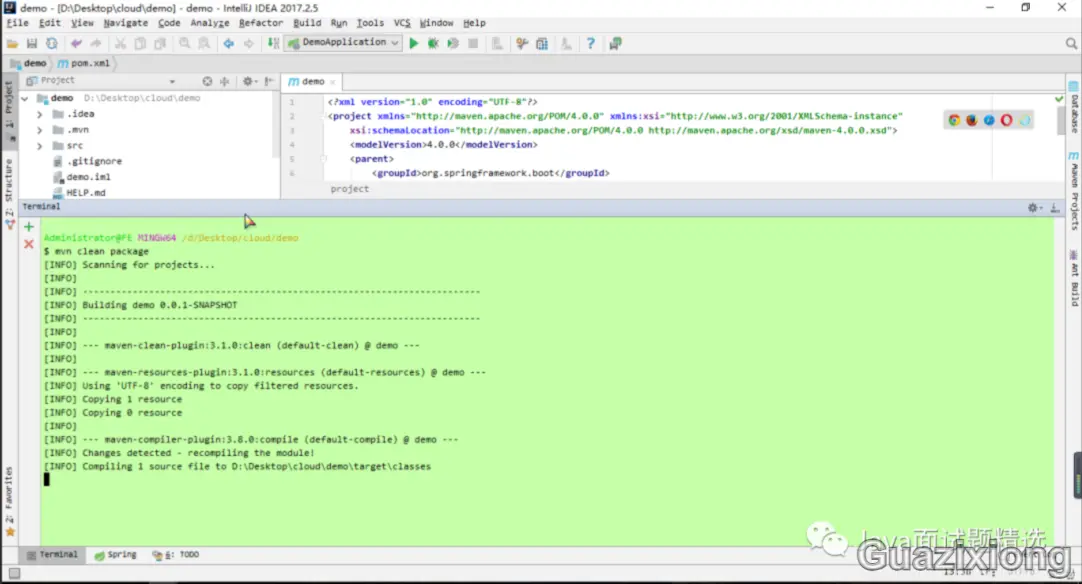 demo - [D:\Desktop\cloud\demo] - demo - IntelliJ IDEA 2017.2.5
File Edit View Navigate Code Analyze Refactor Build Run Tools VCS Window Help
DemoApplication
demo pom.xml
Project
demo
demo D:\Desktop\cloud\demo
.idea
.mvn
src
.gitignore
demo.iml
HELP.md
1 <?xml version="1.0" encoding="UTF-8"?>
2 <project xmlns="http://maven.apache.org/POM/4.0.0" xmlns:xsi="http://www.w3.org/2001/XMLSchema-instance"
3 xsi:schemaLocation="http://maven.apache.org/POM/4.0.0 http://www.w3.org/2001/xsd/maven-4.0.0.xsd">
4 <modelVersion>4.0.0</modelVersion>
5 <parent>
6 <groupId>org.springframework.boot</groupId>
project
1: Project
Z: Structure
2: Favorites
Database
Maven Projects
Ant Build
Terminal
Administrator@FE MINGW64 /d/Desktop/cloud/demo
$ mvn clean package
[INFO] Scanning for projects...
[INFO]
[INFO] ------------------------------------------------------------------------
[INFO] Building demo 0.0.1-SNAPSHOT
[INFO] ------------------------------------------------------------------------
[INFO]
[INFO] --- maven-clean-plugin:3.1.0:clean (default-clean) @ demo ---
[INFO]
[INFO] --- maven-resources-plugin:3.1.0:resources (default-resources) @ demo ---
[INFO] Using 'UTF-8' encoding to copy filtered resources.
[INFO] Copying 1 resource
[INFO] Copying 0 resource
[INFO]
[INFO] --- maven-compiler-plugin:3.8.0:compile (default-compile) @ demo ---
[INFO] Changes detected - recompiling the module!
[INFO] Compiling 1 source file to D:\Desktop\cloud\demo\target\classes
Terminal Spring 6: TODO
Java面试题精选
Guazixiong